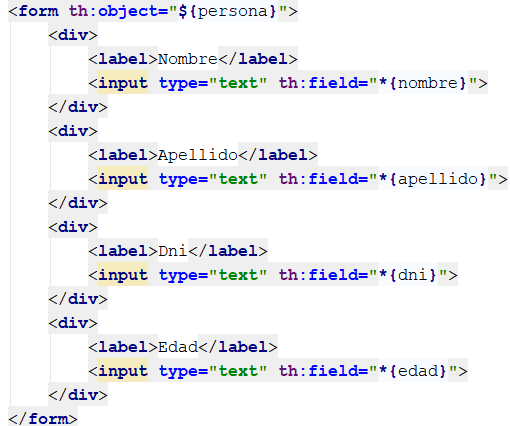 <form th:object="${persona}">
<div>
<label>Nombre</label>
<input type="text" th:field="*{nombre}">
</div>
<div>
<label>Apellido</label>
<input type="text" th:field="*{apellido}">
</div>
<div>
<label>Dni</label>
<input type="text" th:field="*{dni}">
</div>
<div>
<label>Edad</label>
<input type="text" th:field="*{edad}">
</div>
</form>